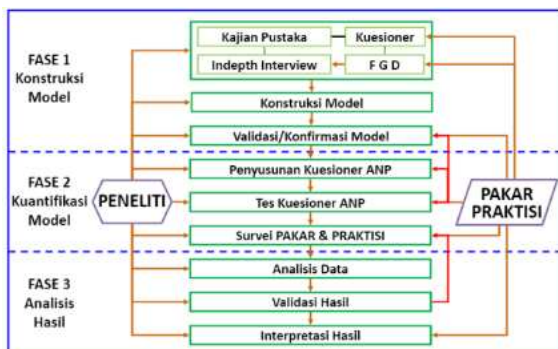 FASE 1
Konstruksi
Model
Kajian Pustaka
Kuesioner
Indepth Interview
F G D
Konstruksi Model
Validasi/Konfirmasi Model
FASE 2
Kuantifikasi
Model
PENELITI
Penyusunan Kuesioner ANP
Tes Kuesioner ANP
Survei PAKAR & PRAKTISI
PAKAR
PRAKTISI
FASE 3
Analisis
Hasil
Analisis Data
Validasi Hasil
Interpretasi Hasil